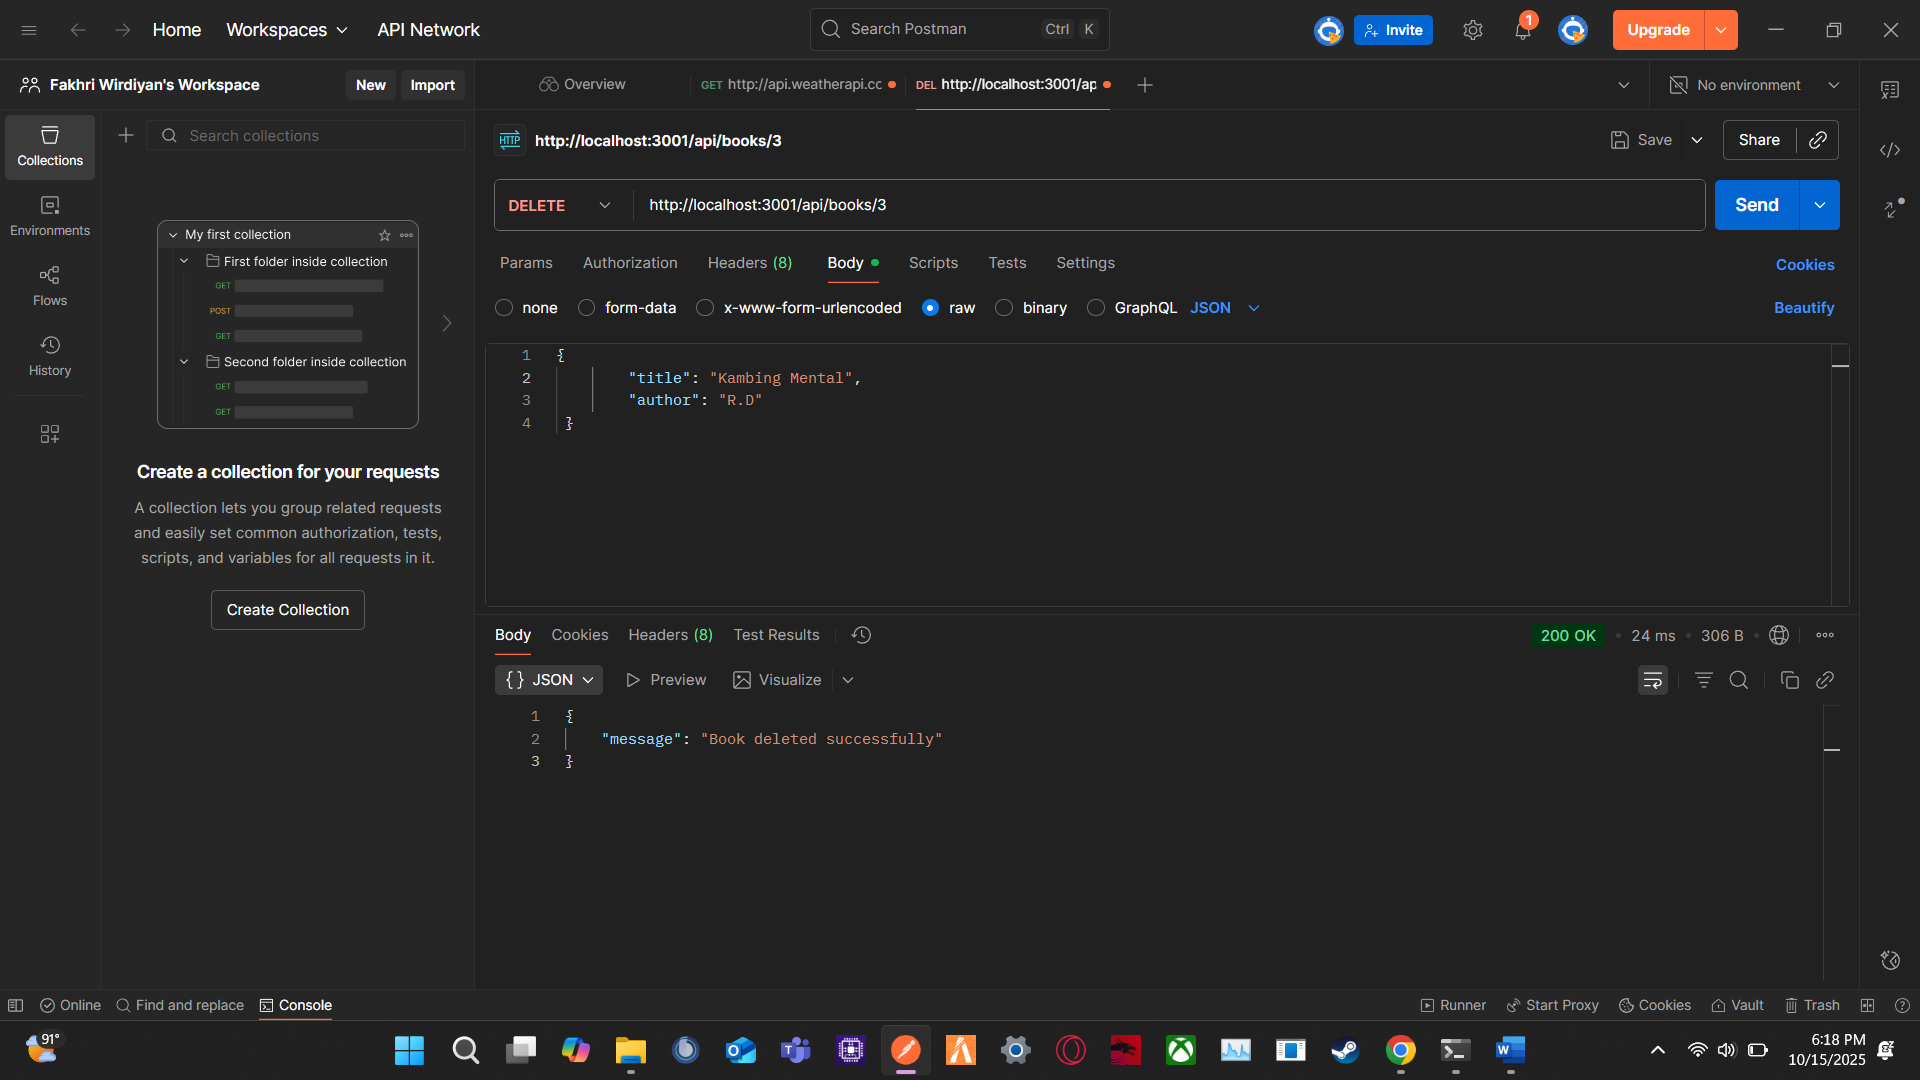 Home
Workspaces
API Network
Search Postman
Ctrl
K
Invite
1
Upgrade
Fakhri Wirdiyan's Workspace
New
Import
Overview
GET http://api.weatherapi.cc
DEL http://localhost:3001/ap
No environment
Collections
Environments
Flows
History
Search collections
My first collection
First folder inside collection
GET
POST
GET
Second folder inside collection
GET
GET
Create a collection for your requests
A collection lets you group related requests
and easily set common authorization, tests,
scripts, and variables for all requests in it.
Create Collection
HTTP
http://localhost:3001/api/books/3
Save
Share
DELETE
http://localhost:3001/api/books/3
Send
Params
Authorization
Headers (8)
Body
Scripts
Tests
Settings
Cookies
none
form-data
x-www-form-urlencoded
raw
binary
GraphQL
JSON
Beautify
1 {
2 "title": "Kambing Mental",
3 "author": "R.D"
4 }
Body
Cookies
Headers (8)
Test Results
200 OK
24 ms
306 B
{} JSON
Preview
Visualize
1 {
2 "message": "Book deleted successfully"
3 }
Online
Find and replace
Console
Runner
Start Proxy
Cookies
Vault
Trash
91°
6:18 PM
10/15/2025